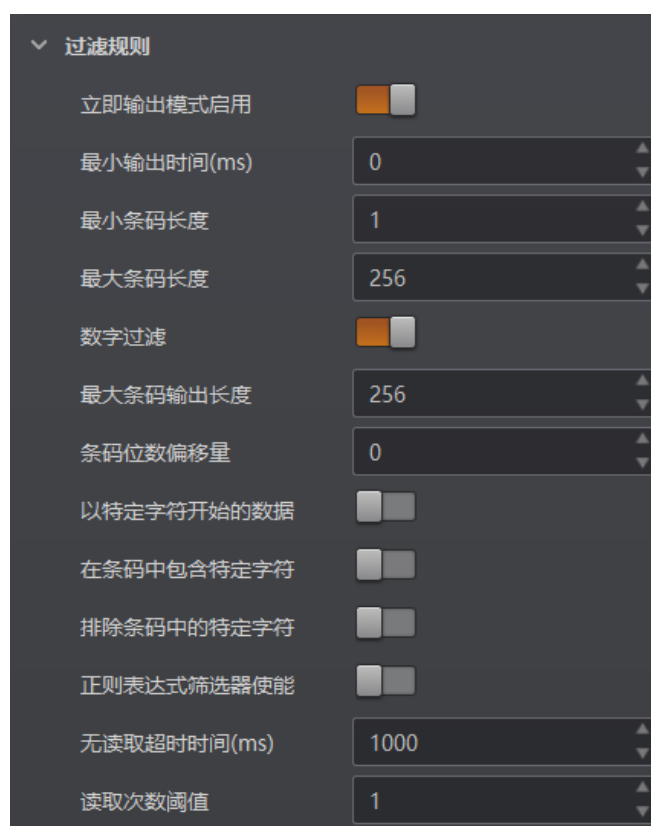 过滤规则
立即输出模式启用
最小输出时间(ms) 0
最小条码长度 1
最大条码长度 256
数字过滤
最大条码输出长度 256
条码位数偏移量 0
以特定字符开始的数据
在条码中包含特定字符
排除条码中的特定字符
正则表达式筛选器使能
无读取超时时间(ms) 1000
读取次数阈值 1